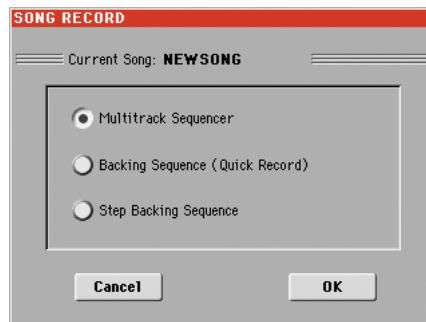 SONG RECORD
Current Song: NEWSONG
Multitrack Sequencer
Backing Sequence (Quick Record)
Step Backing Sequence
Cancel OK